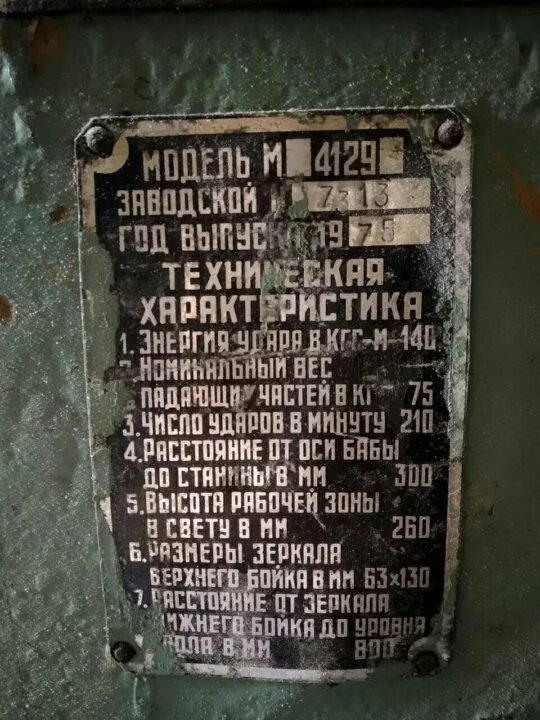 МОДЕЛЬ М 4129
ЗАВОДСКОЙ 7313
ГОД ВЫПУСКА 1975
ТЕХНИЧЕСКАЯ
ХАРАКТЕРИСТИКА
1. ЭНЕРГИЯ УДАРА В КГС-М 140
НОМИНАЛЬНЫЙ ВЕС
ПАДАЮЩИХ ЧАСТЕЙ В КГ 75
3. ЧИСЛО УДАРОВ В МИНУТУ 210
4. РАССТОЯНИЕ ОТ ОСИ БАБЫ
ДО СТАНИНЫ В ММ 300
5. ВЫСОТА РАБОЧЕЙ ЗОНЫ
В СВЕТУ В ММ 260
6. РАЗМЕРЫ ЗЕРКАЛА
ВЕРХНЕГО БОЙКА В ММ 63×130
7. РАССТОЯНИЕ ОТ ЗЕРКАЛА
НИЖНЕГО БОЙКА ДО УРОВНЯ
ПОЛА В ММ 800